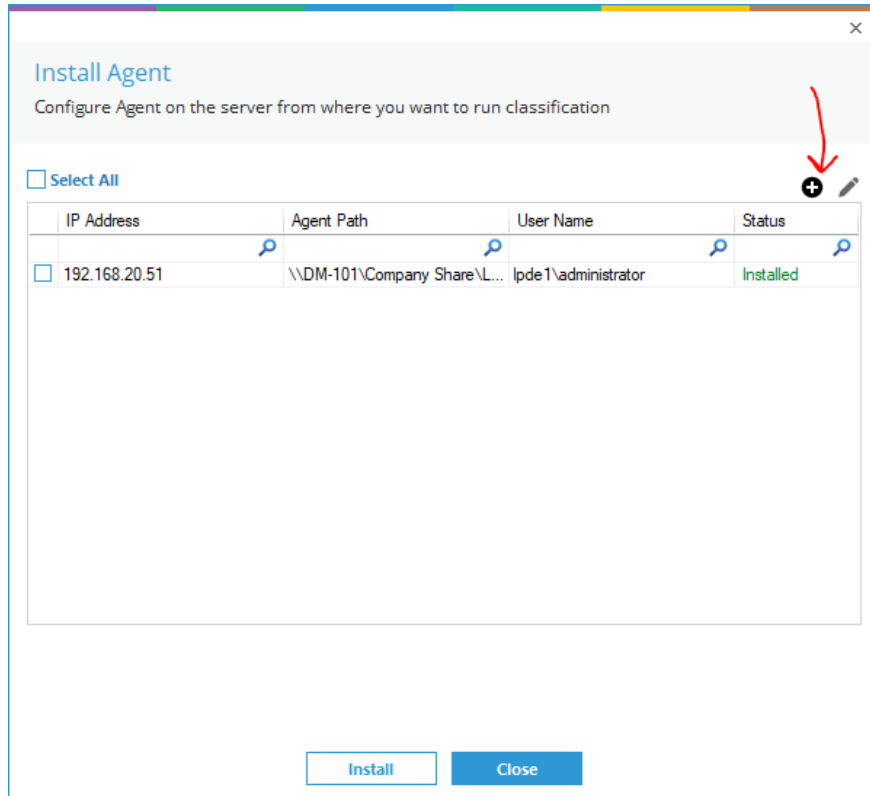 Install Agent
Configure Agent on the server from where you want to run classification
Select All
IP Address Agent Path User Name Status
192.168.20.51 \\DM-101\Company Share\L... lpde1\administrator Installed
Install Close